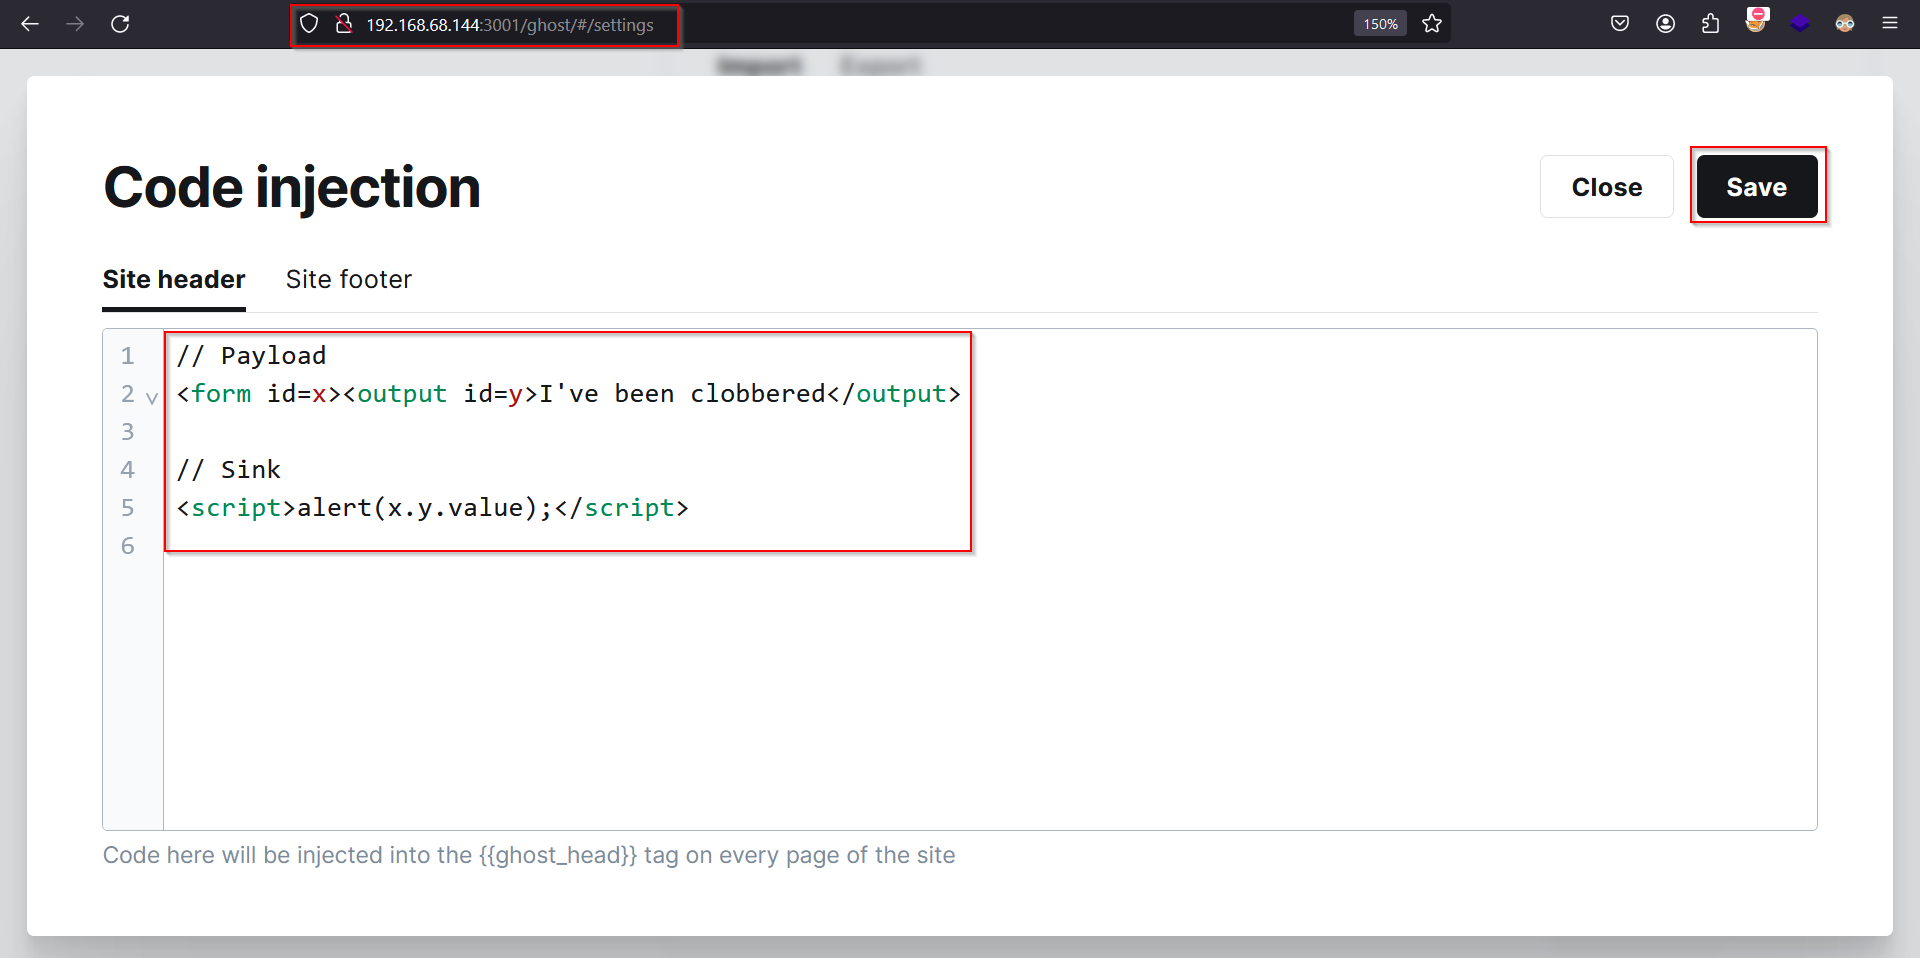 192.168.68.144:3001/ghost/#/settings
150%
Import Export
Code injection
Close
Save
Site header
Site footer
1 // Payload
2 <form id=x><output id=y>I've been clobbered</output>
3
4 // Sink
5 <script>alert(x.y.value);</script>
6
Code here will be injected into the {{ghost_head}} tag on every page of the site